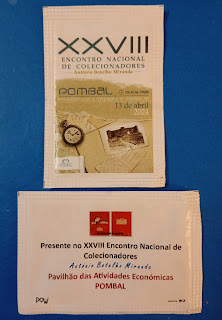 XXVIII
ENCONTRO NACIONAL
DE COLECIONADORES
António Botelho Miranda
POMBAL
13 de abril
2024
Presente no XXVIII Encontro Nacional de
Colecionadores
António Botelho Miranda
Pavilhão das Atividades Económicas
POMBAL